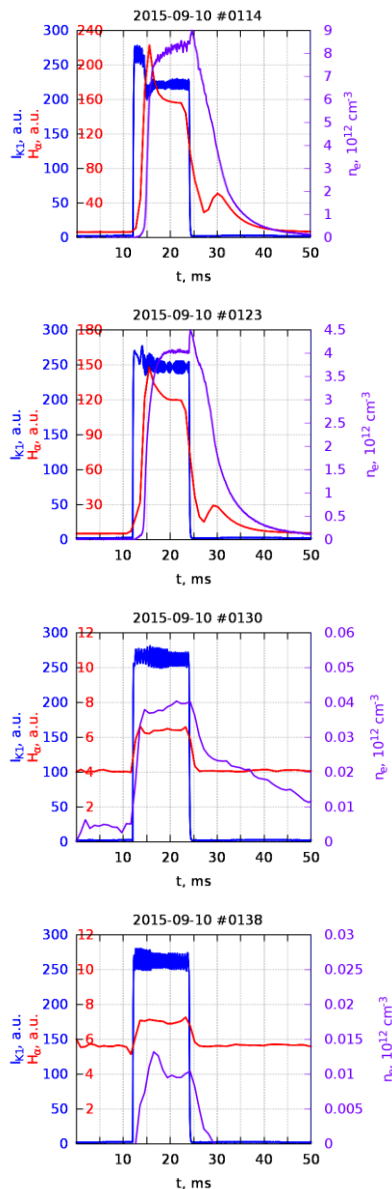 2015-09-10 #0114
I_K1, a.u.
H_α, a.u.
300 250 200 150 100 50 0
240 200 160 120 80 40
9 8 7 6 5 4 3 2 1 0
n_e, 10^12 cm^-3
0 10 20 30 40 50
t, ms
2015-09-10 #0123
I_K1, a.u.
H_α, a.u.
300 250 200 150 100 50 0
180 150 120 90 60 30
4.5 4 3.5 3 2.5 2 1.5 1 0.5 0
n_e, 10^12 cm^-3
0 10 20 30 40 50
t, ms
2015-09-10 #0130
I_K1, a.u.
H_α, a.u.
300 250 200 150 100 50 0
12 10 8 6 4 2
0.06 0.05 0.04 0.03 0.02 0.01 0
n_e, 10^12 cm^-3
0 10 20 30 40 50
t, ms
2015-09-10 #0138
I_K1, a.u.
H_α, a.u.
300 250 200 150 100 50 0
12 10 8 6 4 2
0.03 0.025 0.02 0.015 0.01 0.005 0
n_e, 10^12 cm^-3
0 10 20 30 40 50
t, ms